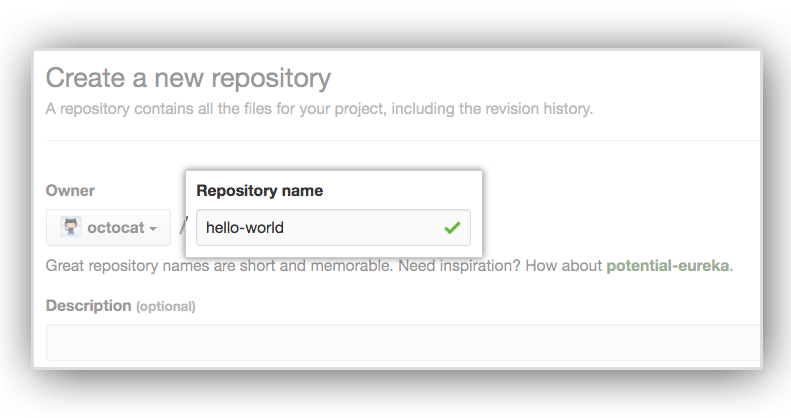 Create a new repository
A repository contains all the files for your project, including the revision history.
Owner
Repository name
octocat
/
hello-world
Great repository names are short and memorable. Need inspiration? How about potential-eureka.
Description (optional)